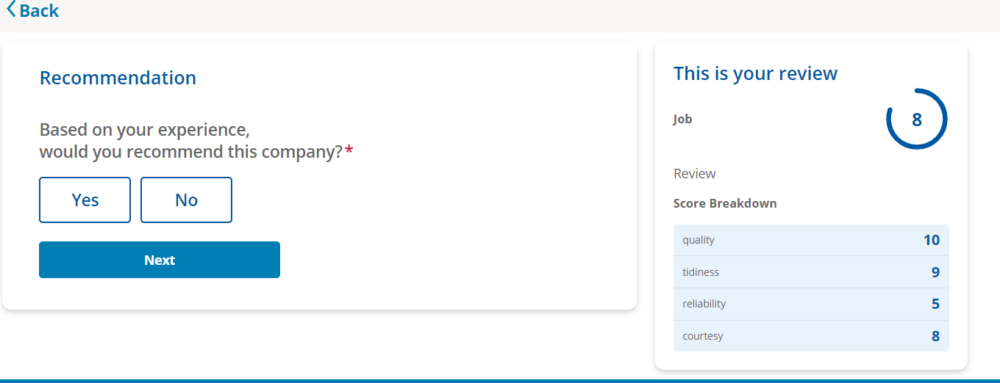 Back
Recommendation
Based on your experience,
would you recommend this company?*
Yes No
Next
This is your review
Job 8
Review
Score Breakdown
quality 10
tidiness 9
reliability 5
courtesy 8